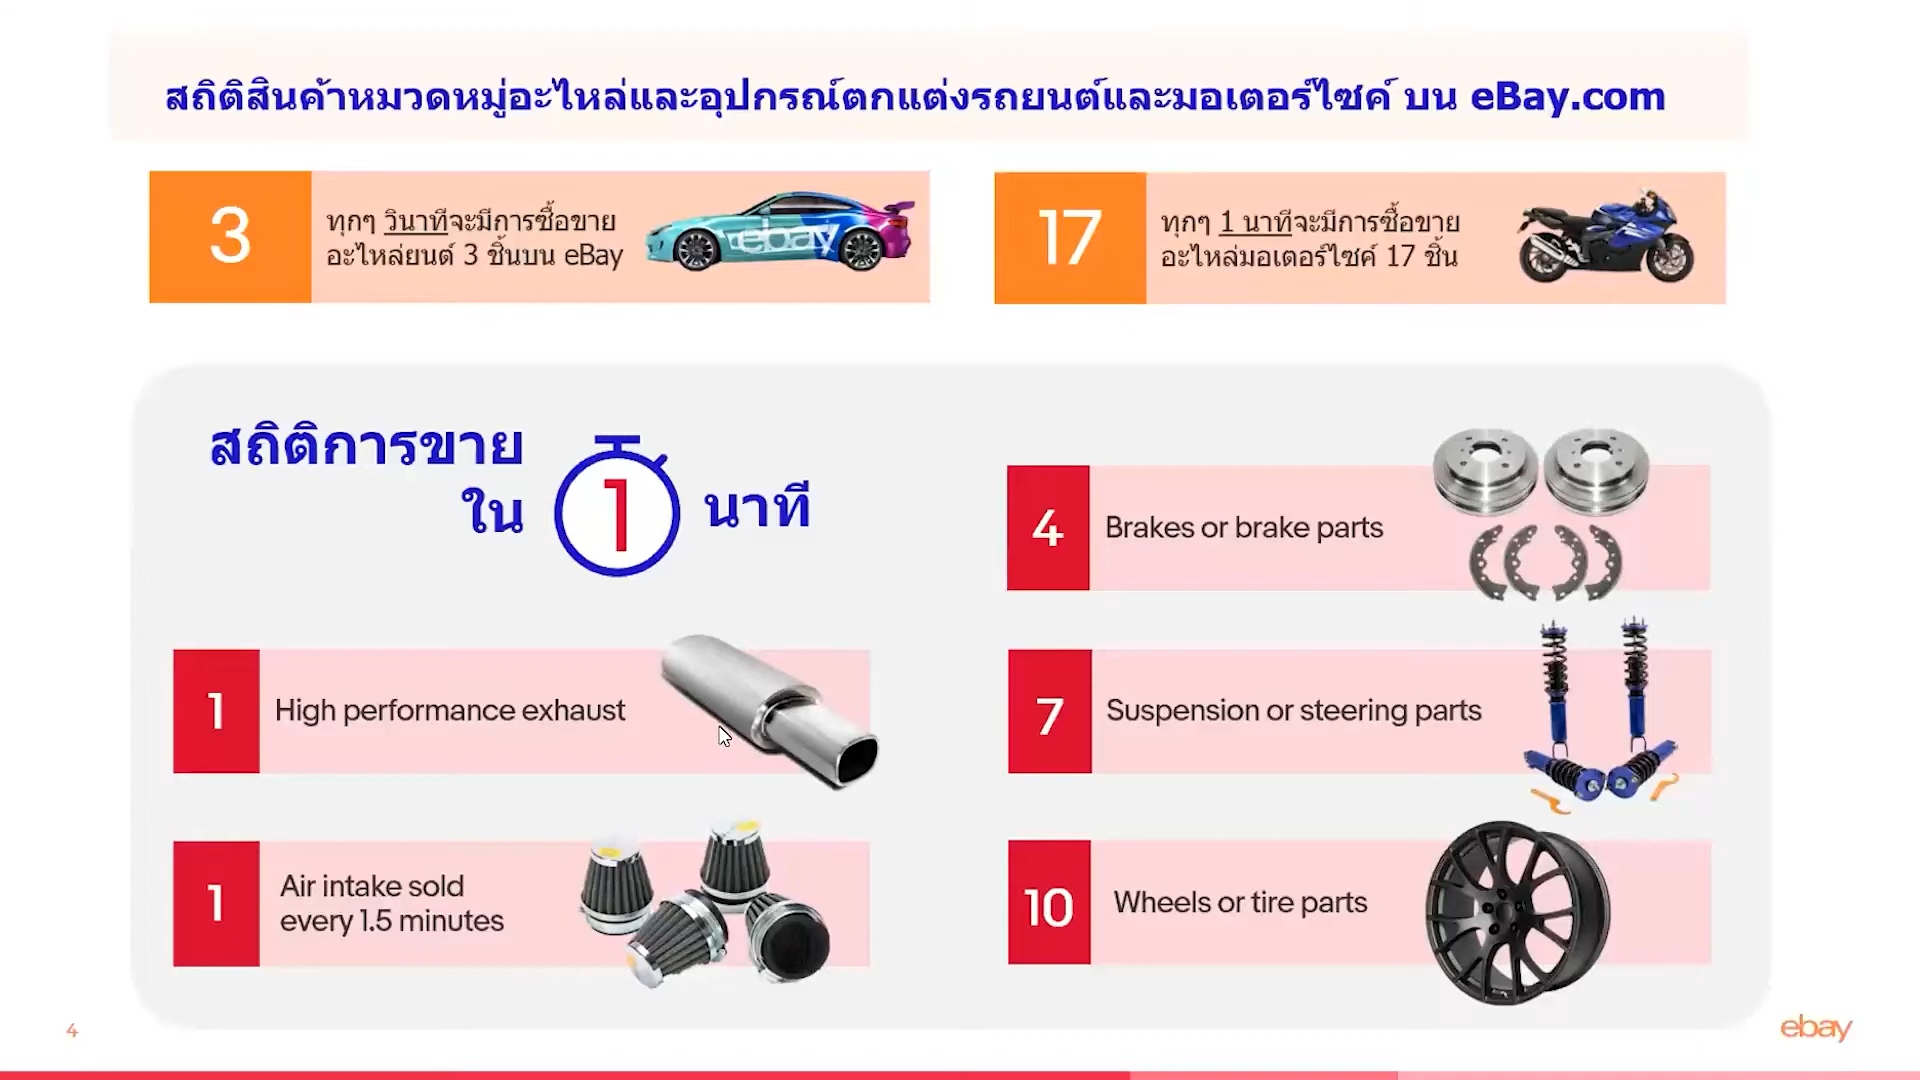 สถิติสินค้าหมวดหมู่อะไหล่และอุปกรณ์ตกแต่งรถยนต์และมอเตอร์ไซค์ บน eBay.com
3
ทุกๆ วินาทีจะมีการซื้อขาย
อะไหล่ยนต์ 3 ชิ้นบน eBay
ebay
17
ทุกๆ 1 นาทีจะมีการซื้อขาย
อะไหล่มอเตอร์ไซค์ 17 ชิ้น
สถิติการขาย
ใน 1 นาที
1
High performance exhaust
1
Air intake sold
every 1.5 minutes
4
Brakes or brake parts
7
Suspension or steering parts
10
Wheels or tire parts
4
ebay